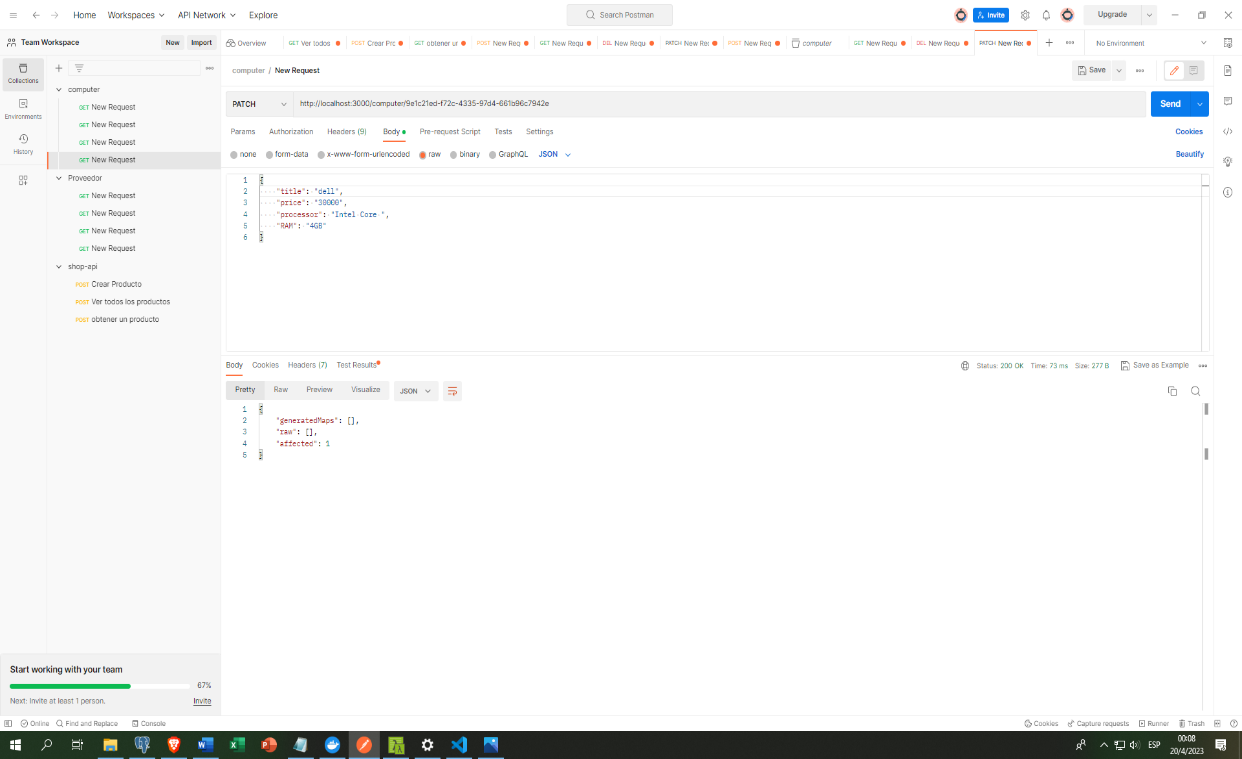 Home Workspaces API Network Explore Search Postman Invite Upgrade
Team Workspace New Import Overview GET Ver todos POST Crear Prc GET obtener ur POST New Req GET New Requ DEL New Reque PATCH New Re POST New Req computer GET New Requ DEL New Reque PATCH New Re No Environment
Collections
Environments
History
computer
GET New Request
GET New Request
GET New Request
GET New Request
Proveedor
GET New Request
GET New Request
GET New Request
GET New Request
shop-api
POST Crear Producto
POST Ver todos los productos
POST obtener un producto
Start working with your team
67%
Next: Invite at least 1 person. Invite
computer / New Request Save
PATCH http://localhost:3000/computer/9e1c21ed-f72c-4335-97d4-661b96c7942e Send
Params Authorization Headers (9) Body Pre-request Script Tests Settings Cookies
none form-data x-www-form-urlencoded raw binary GraphQL JSON Beautify
1 {
2 "title": "dell",
3 "price": "30000",
4 "processor": "Intel Core ",
5 "RAM": "4GB"
6 }
Body Cookies Headers (7) Test Results Status: 200 OK Time: 73 ms Size: 277 B Save as Example
Pretty Raw Preview Visualize JSON
1 {
2 "generatedMaps": [],
3 "raw": [],
4 "affected": 1
5 }
Online Find and Replace Console Cookies Capture requests Runner Trash
ESP 00:08
20/4/2023